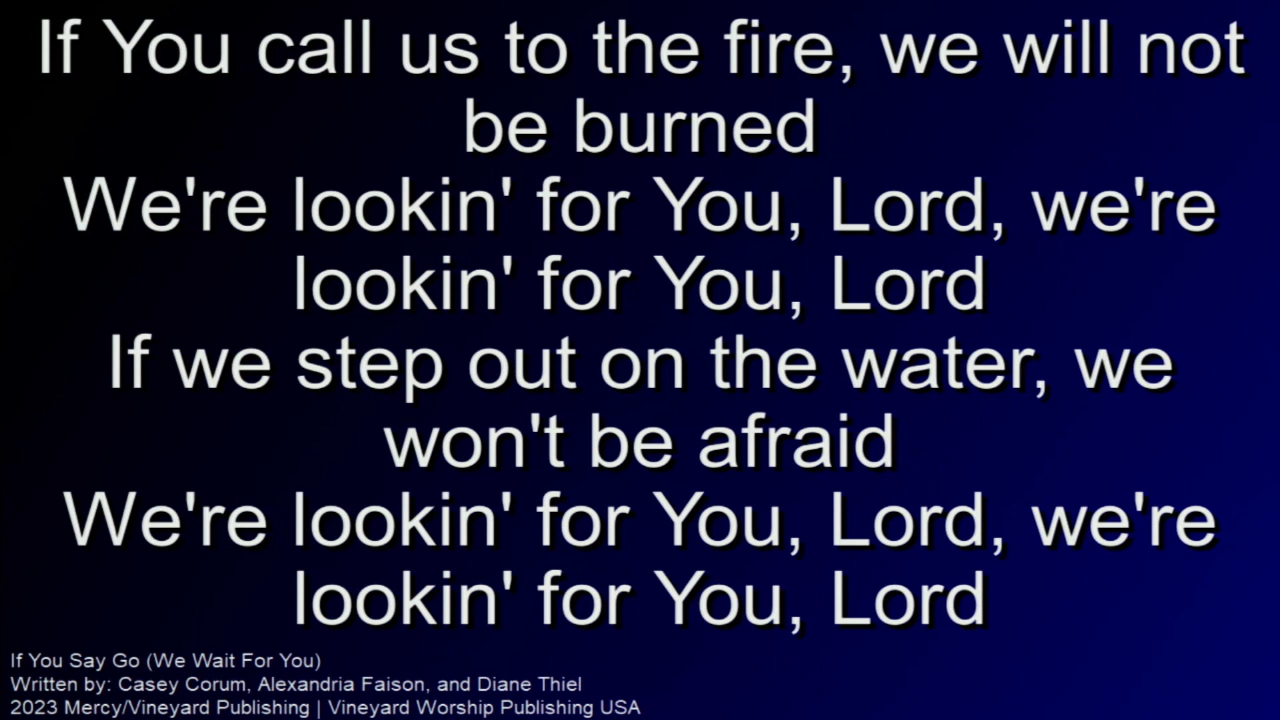 If You call us to the fire, we will not
be burned
We're lookin' for You, Lord, we're
lookin' for You, Lord
If we step out on the water, we
won't be afraid
We're lookin' for You, Lord, we're
lookin' for You, Lord
If You Say Go (We Wait For You)
Written by: Casey Corum, Alexandria Faison, and Diane Thiel
2023 Mercy/Vineyard Publishing | Vineyard Worship Publishing USA